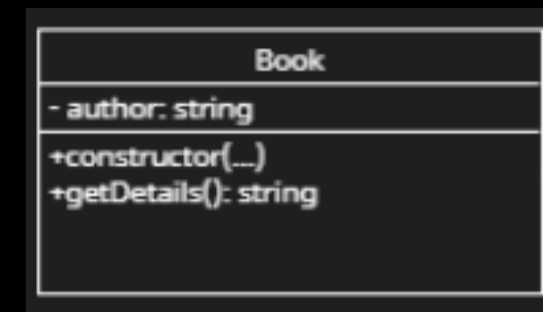 Book
- author: string
+constructor(...)
+getDetails(): string